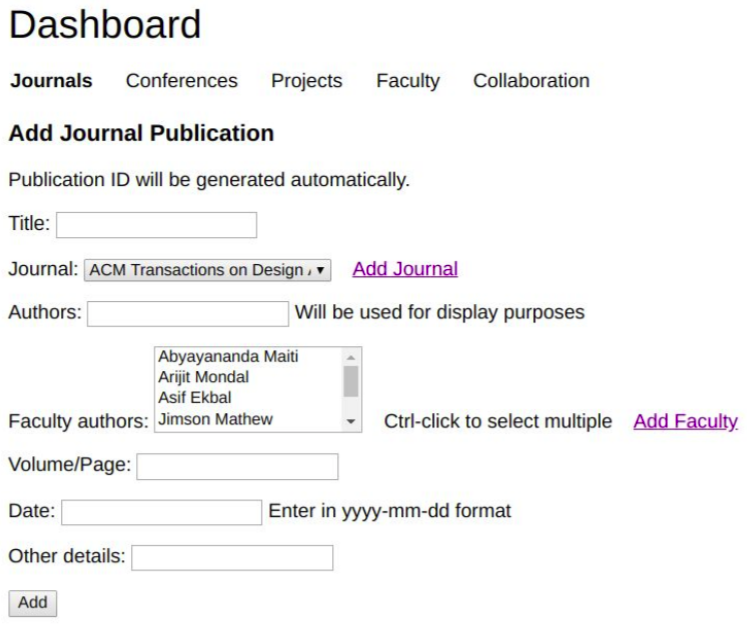 Dashboard
Journals Conferences Projects Faculty Collaboration
Add Journal Publication
Publication ID will be generated automatically.
Title:
Journal: ACM Transactions on Design Add Journal
Authors: Will be used for display purposes
Abyayananda Maiti
Arijit Mondal
Asif Ekbal
Jimson Mathew
Faculty authors: Ctrl-click to select multiple Add Faculty
Volume/Page:
Date: Enter in yyyy-mm-dd format
Other details:
Add